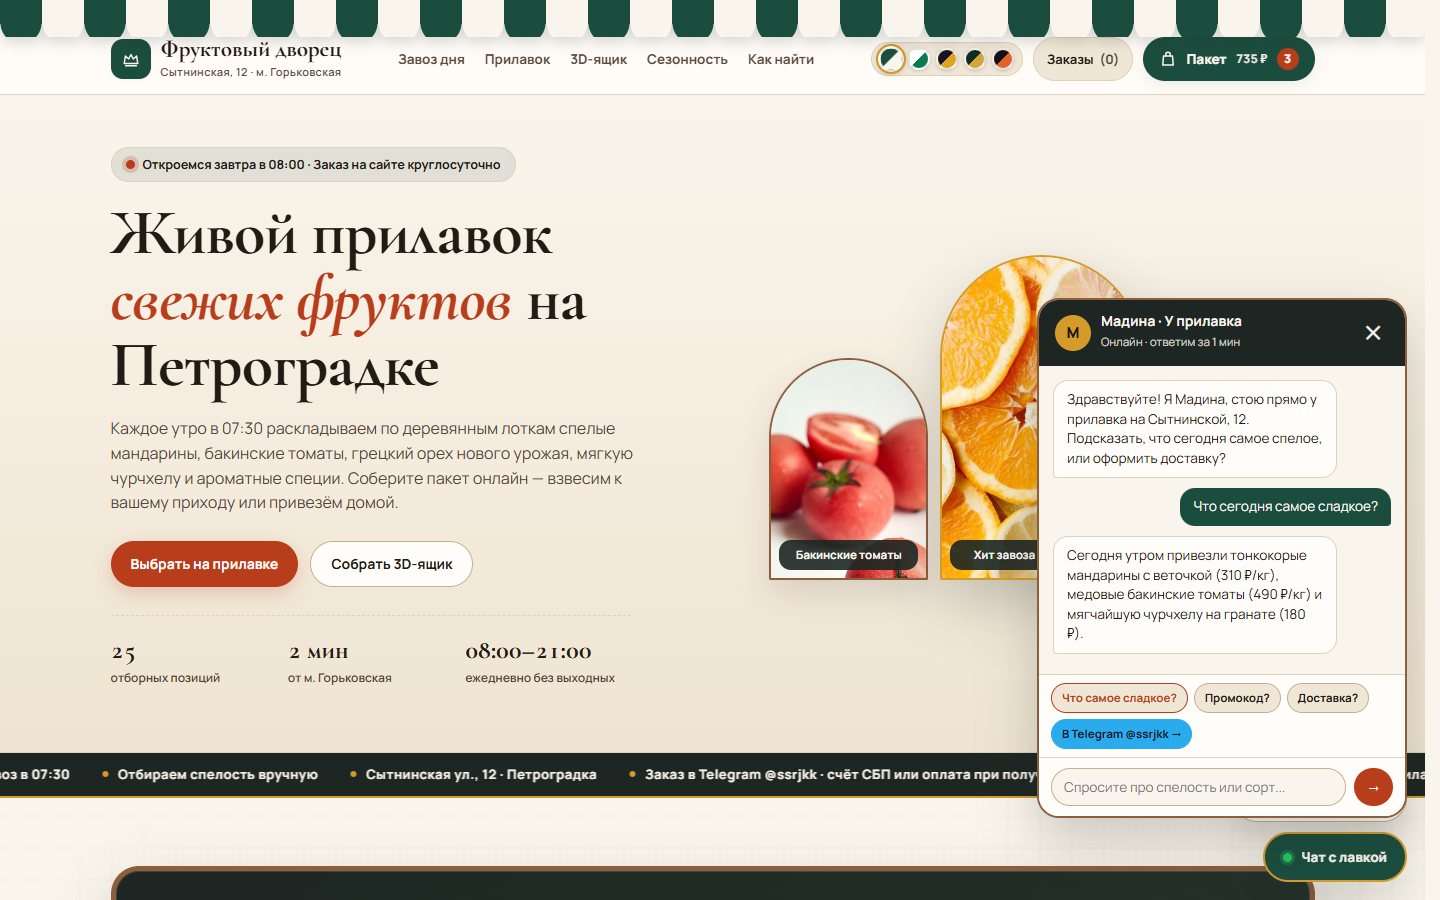 Фруктовый дворец
Сытнинская, 12 · м. Горьковская
Завоз дня
Прилавок
3D-ящик
Сезонность
Как найти
Заказы (0)
Пакет 735 ₽ 3
Откроемся завтра в 08:00 · Заказ на сайте круглосуточно
Живой прилавок
свежих фруктов на
Петроградке
Каждое утро в 07:30 раскладываем по деревянным лоткам спелые
мандарины, бакинские томаты, грецкий орех нового урожая, мягкую
чурчхелу и ароматные специи. Соберите пакет онлайн — взвесим к
вашему приходу или привезём домой.
Выбрать на прилавке
Собрать 3D-ящик
25
отборных позиций
2 мин
от м. Горьковская
08:00–21:00
ежедневно без выходных
Бакинские томаты
Хит завоза
Мадина · У прилавка
Онлайн · ответим за 1 мин
Здравствуйте! Я Мадина, стою прямо у
прилавка на Сытнинской, 12.
Подсказать, что сегодня самое спелое,
или оформить доставку?
Что сегодня самое сладкое?
Сегодня утром привезли тонкокорые
мандарины с веточкой (310 ₽/кг),
медовые бакинские томаты (490 ₽/кг) и
мягчайшую чурчхелу на гранате (180
₽).
Что самое сладкое?
Промокод?
Доставка?
В Telegram @ssrjkk →
Спросите про спелость или сорт...
→
в 07:30
Отбираем спелость вручную
Сытнинская ул., 12 · Петроградка
Заказ в Telegram @ssrjkk · счёт СБП или оплата при
Чат с лавкой